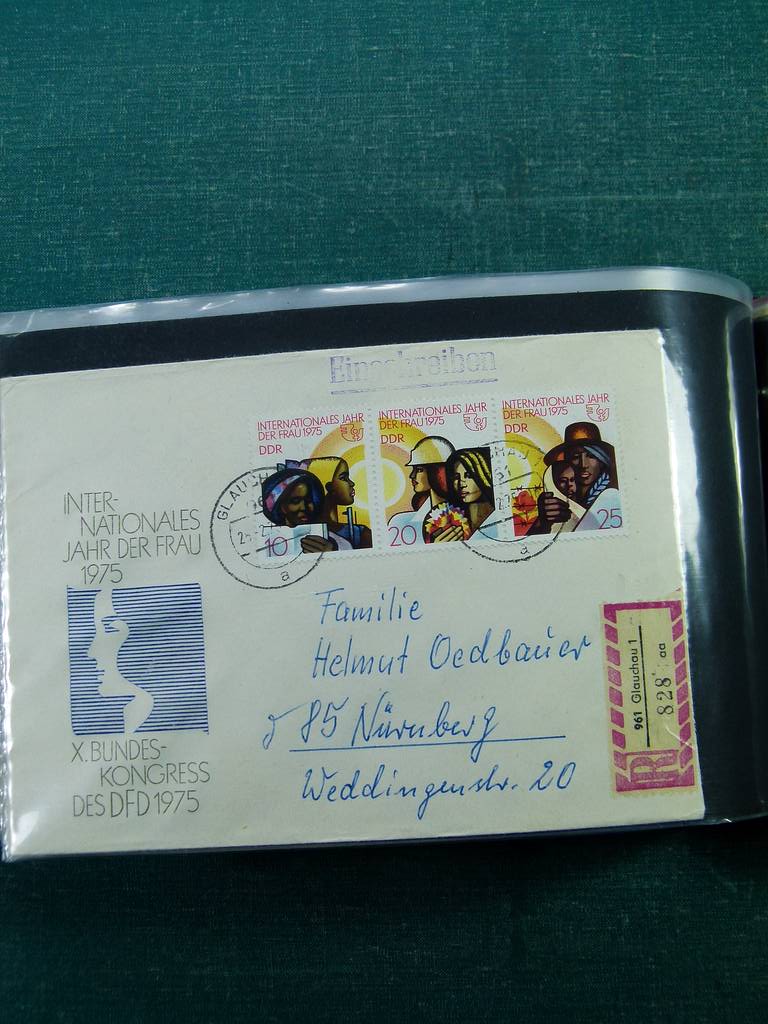 Einschreiben
INTERNATIONALES JAHR
DER FRAU 1975
DDR
10
INTERNATIONALES JAHR
DER FRAU 1975
DDR
20
INTERNATIONALES JAHR
DER FRAU 1975
DDR
25
a
a
INTER-
NATIONALES
JAHR DER FRAU
1975
X. BUNDES-
KONGRESS
DES DFD 1975
Familie
Helmut Oedbauer
85 Nürnberg
Weddingenstr. 20
R
961 Glauchau 1
828 aa